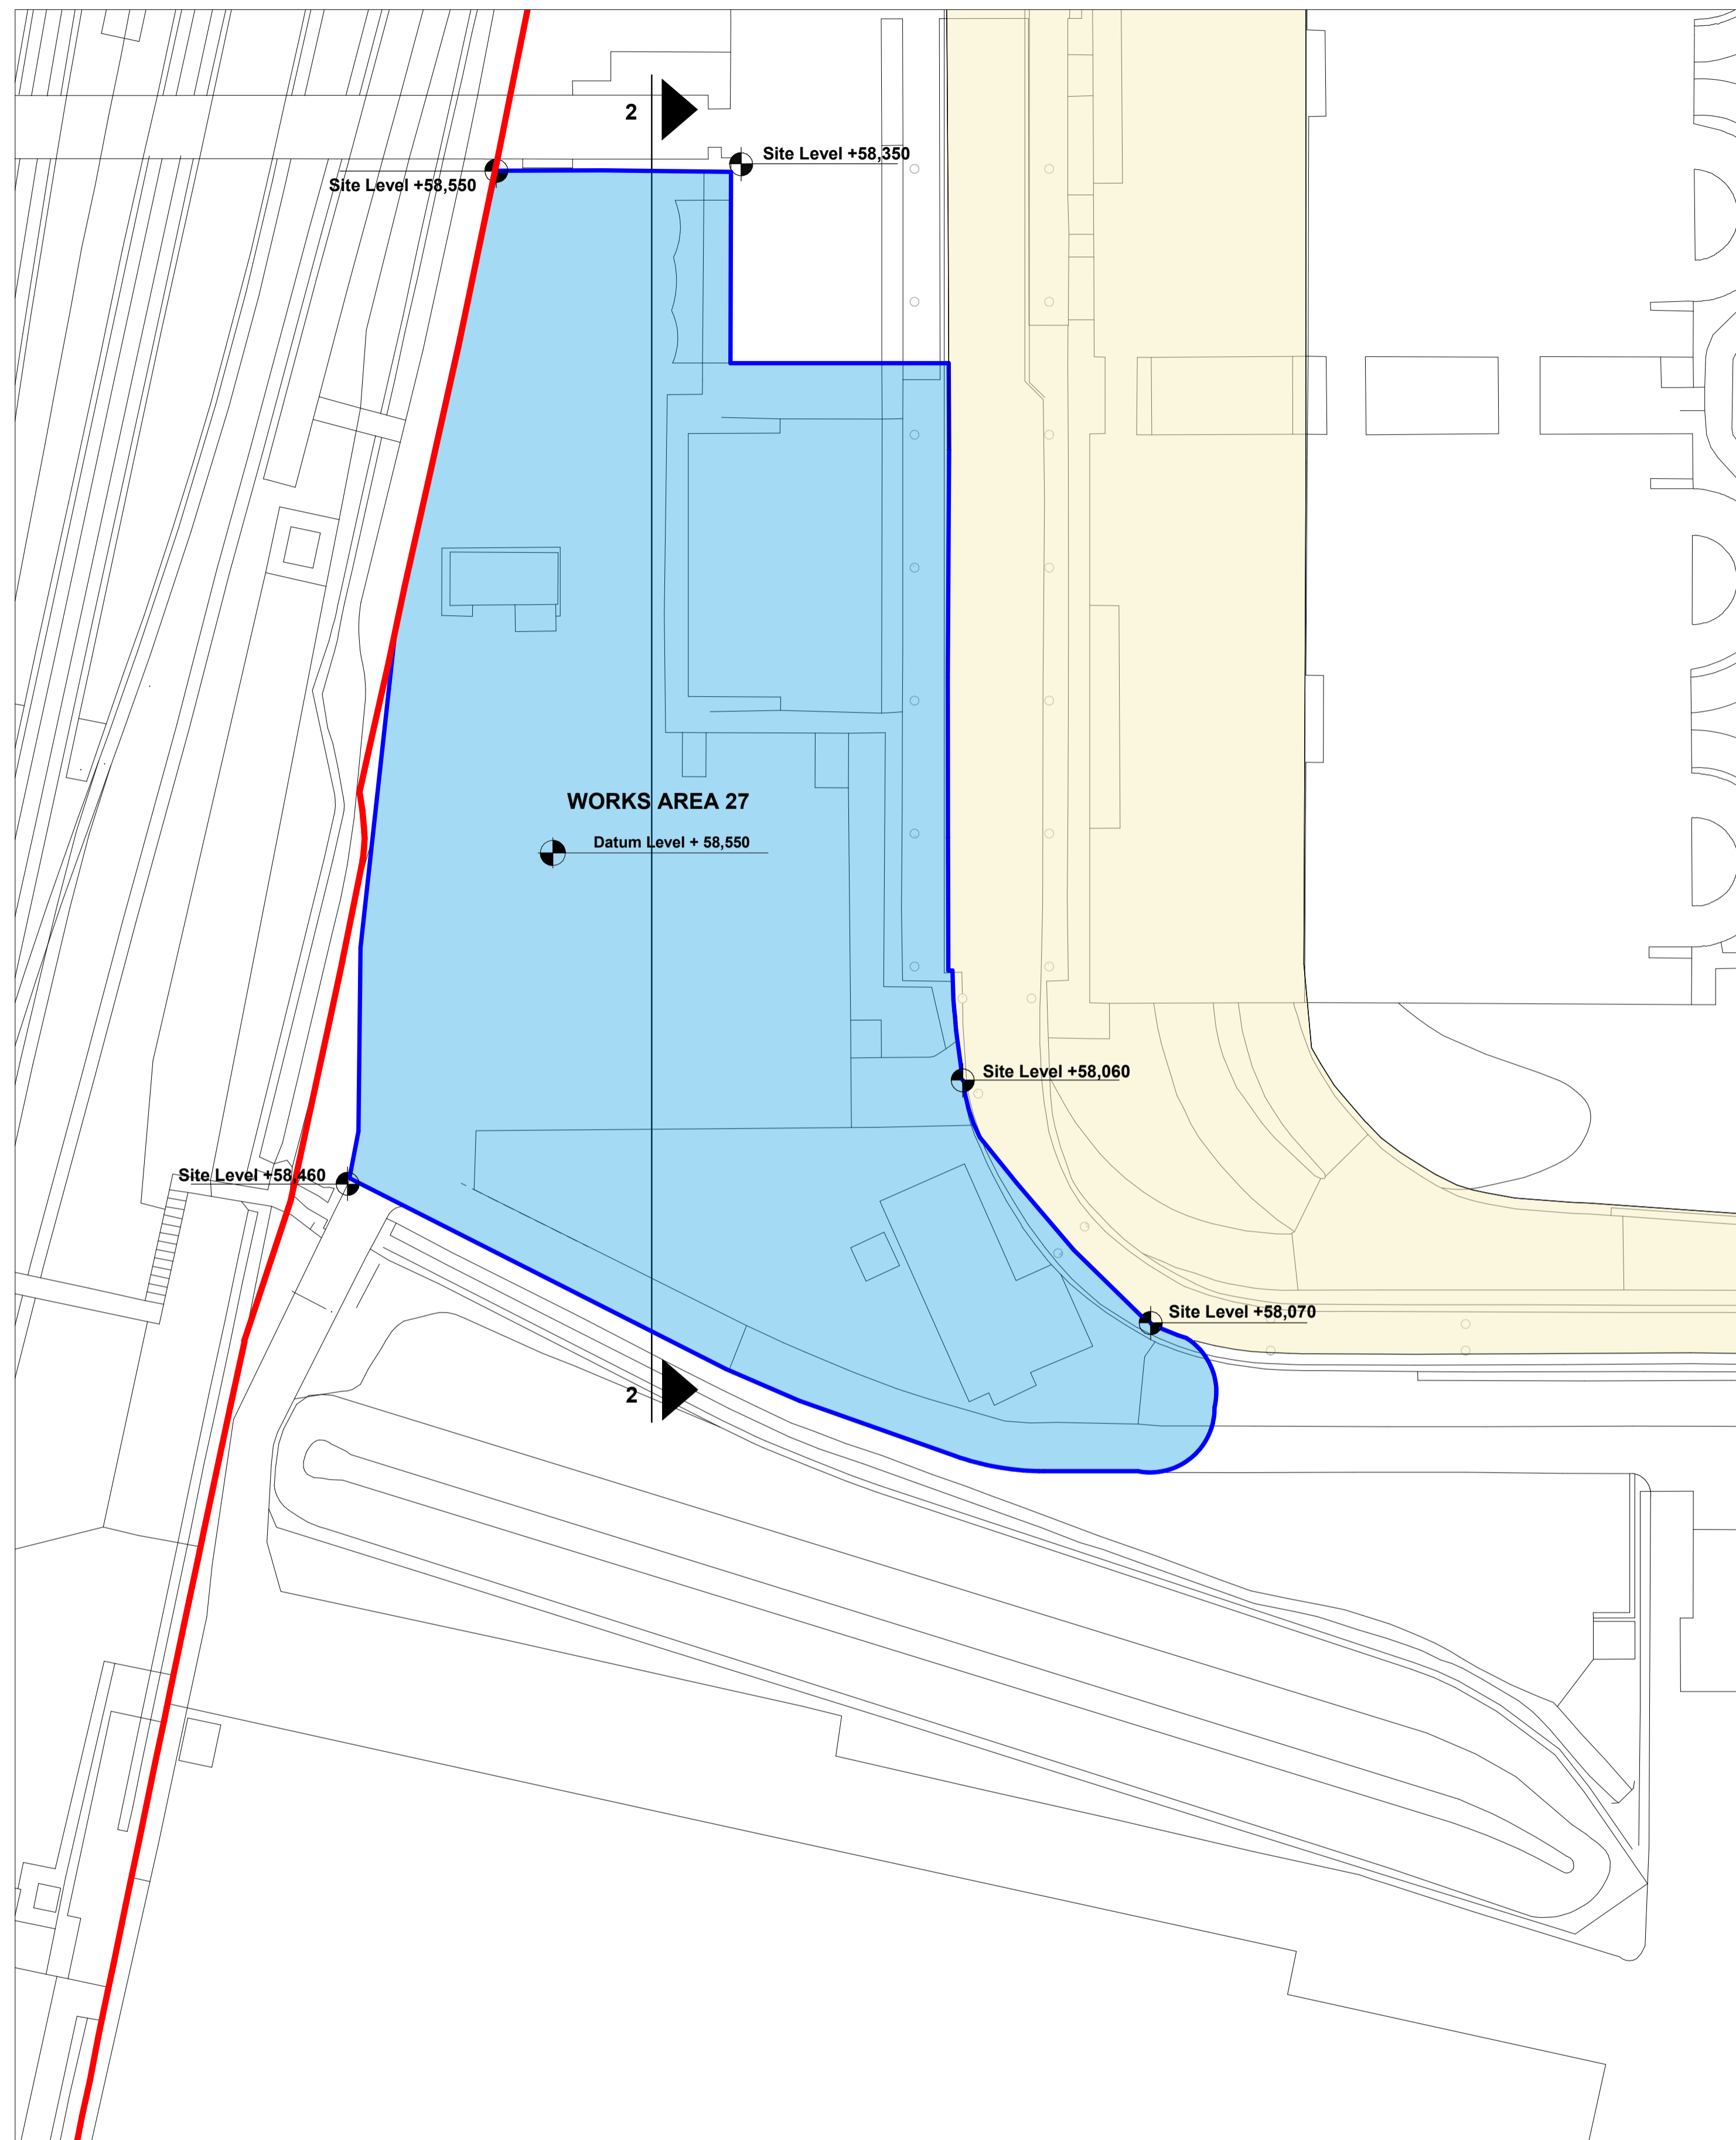 2
Site Level +58,350
Site Level +58,550
WORKS AREA 27
Datum Level + 58,550
Site Level +58,060
Site Level +58,460
Site Level +58,070
2